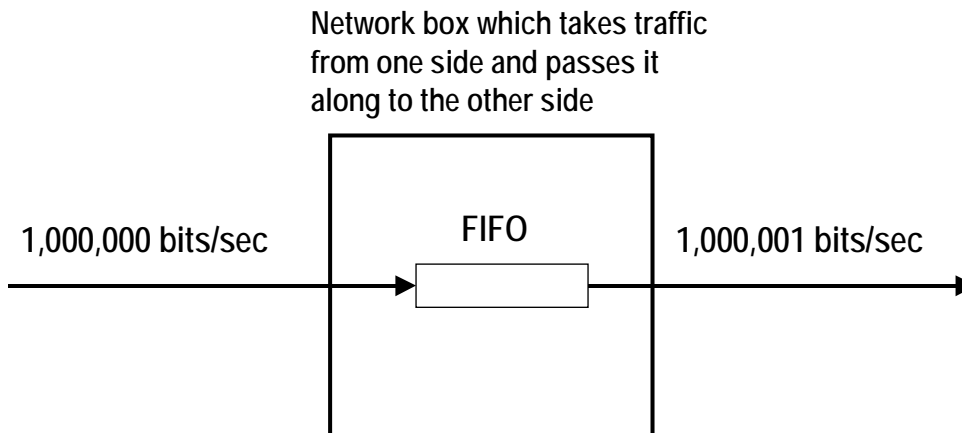 Network box which takes traffic
from one side and passes it
along to the other side
1,000,000 bits/sec
FIFO
1,000,001 bits/sec